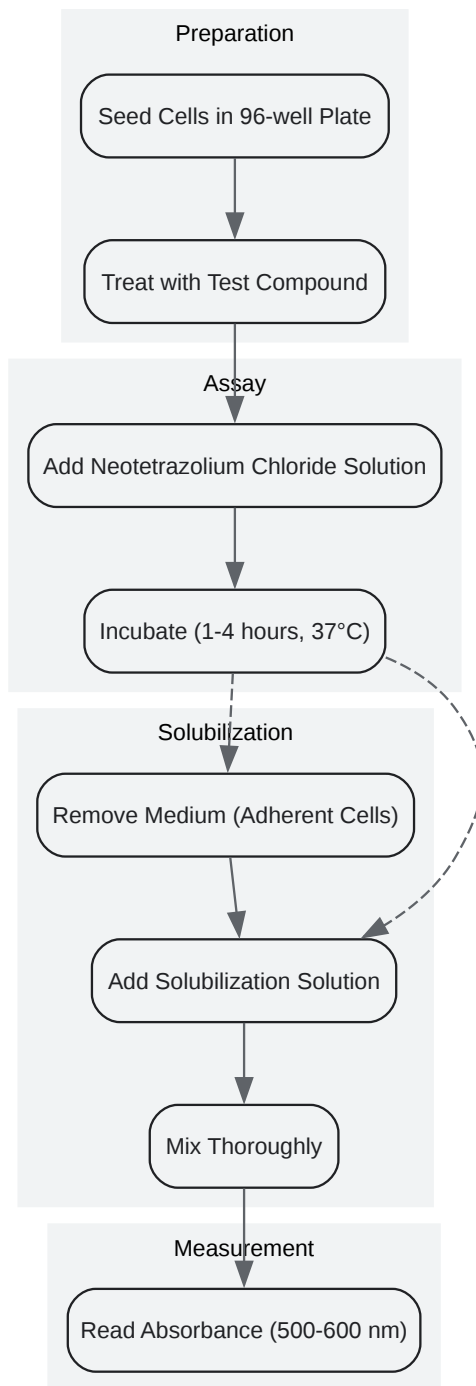 Preparation
Seed Cells in 96-well Plate
Treat with Test Compound
Assay
Add Neotetrazolium Chloride Solution
Incubate (1-4 hours, 37°C)
Solubilization
Remove Medium (Adherent Cells)
Add Solubilization Solution
Mix Thoroughly
Measurement
Read Absorbance (500-600 nm)